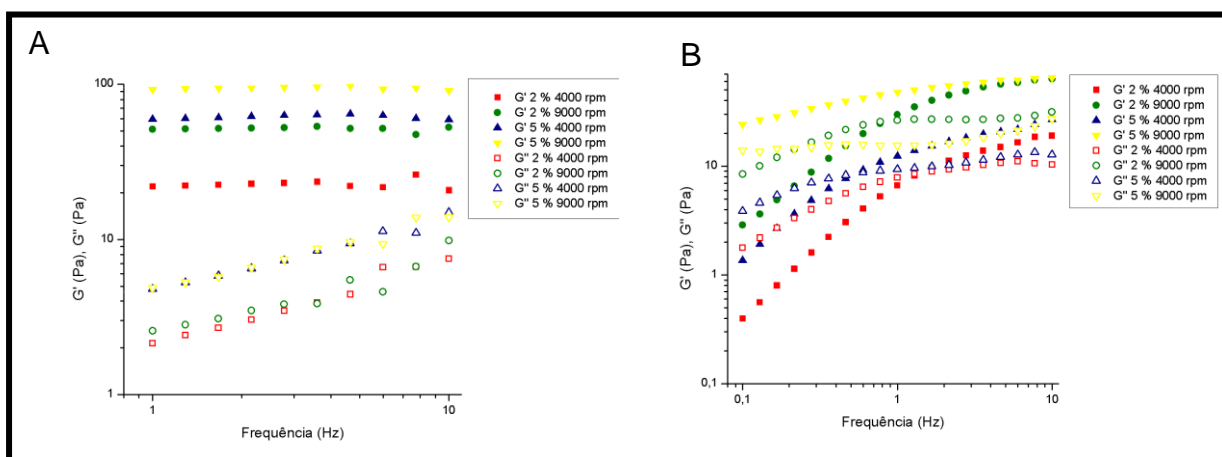 A
G' (Pa), G'' (Pa)
100
10
1
1
10
Frequência (Hz)
G' 2 % 4000 rpm
G' 2 % 9000 rpm
G' 5 % 4000 rpm
G' 5 % 9000 rpm
G'' 2 % 4000 rpm
G'' 2 % 9000 rpm
G'' 5 % 4000 rpm
G'' 5 % 9000 rpm
B
G' (Pa), G'' (Pa)
10
1
0,1
0,1
1
10
Frequência (Hz)
G' 2 % 4000 rpm
G' 2 % 9000 rpm
G' 5 % 4000 rpm
G' 5 % 9000 rpm
G'' 2 % 4000 rpm
G'' 2 % 9000 rpm
G'' 5 % 4000 rpm
G'' 5 % 9000 rpm